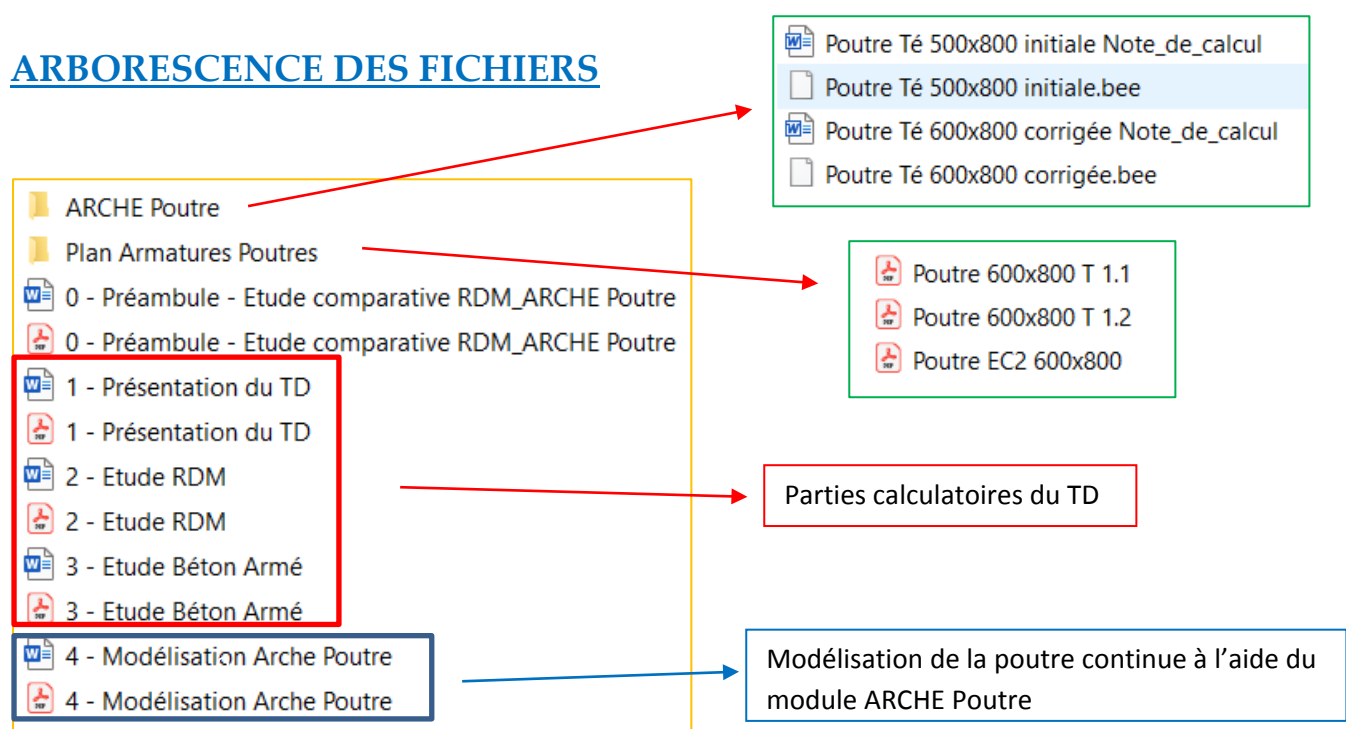 ARBORESCENCE DES FICHIERS
Poutre Té 500x800 initiale Note_de_calcul
Poutre Té 500x800 initiale.bee
Poutre Té 600x800 corrigée Note_de_calcul
Poutre Té 600x800 corrigée.bee
ARCHE Poutre
Plan Armatures Poutres
0 - Préambule - Etude comparative RDM_ARCHE Poutre
0 - Préambule - Etude comparative RDM_ARCHE Poutre
1 - Présentation du TD
1 - Présentation du TD
2 - Etude RDM
2 - Etude RDM
3 - Etude Béton Armé
3 - Etude Béton Armé
4 - Modélisation Arche Poutre
4 - Modélisation Arche Poutre
Poutre 600x800 T 1.1
Poutre 600x800 T 1.2
Poutre EC2 600x800
Parties calculatoires du TD
Modélisation de la poutre continue à l’aide du
module ARCHE Poutre